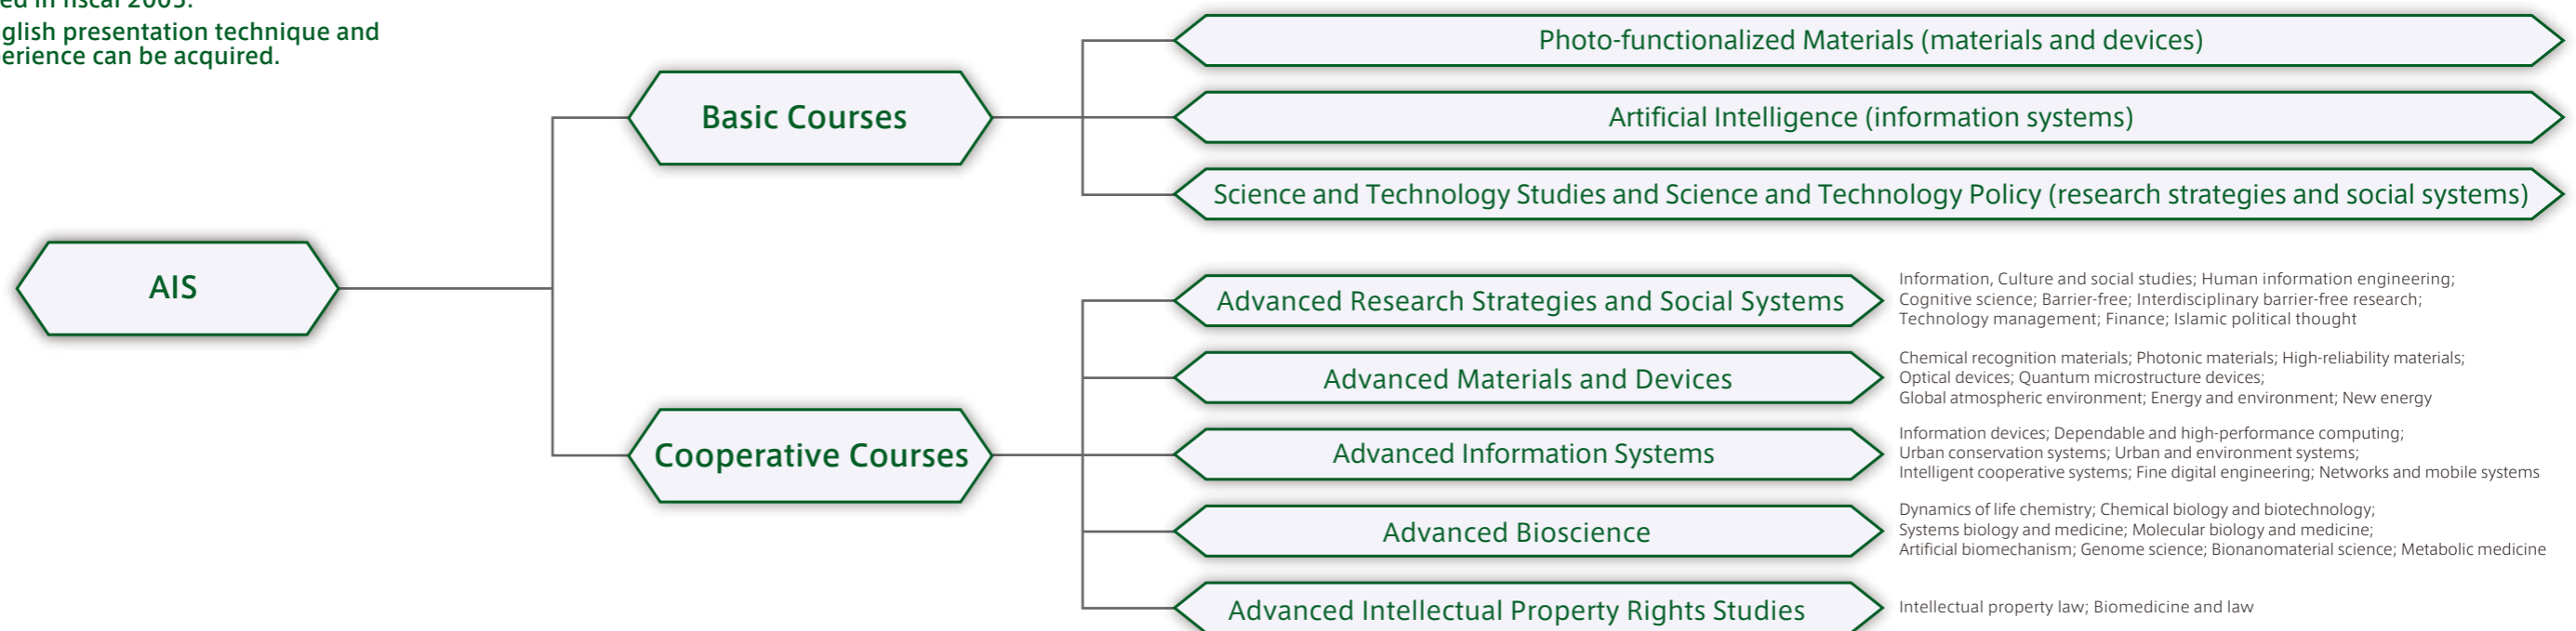 ed in fiscal 2005.
glish presentation technique and
erience can be acquired.
AIS
Basic Courses
Photo-functionalized Materials (materials and devices)
Artificial Intelligence (information systems)
Science and Technology Studies and Science and Technology Policy (research strategies and social systems)
Cooperative Courses
Advanced Research Strategies and Social Systems
Information, Culture and social studies; Human information engineering;
Cognitive science; Barrier-free; Interdisciplinary barrier-free research;
Technology management; Finance; Islamic political thought
Advanced Materials and Devices
Chemical recognition materials; Photonic materials; High-reliability materials;
Optical devices; Quantum microstructure devices;
Global atmospheric environment; Energy and environment; New energy
Advanced Information Systems
Information devices; Dependable and high-performance computing;
Urban conservation systems; Urban and environment systems;
Intelligent cooperative systems; Fine digital engineering; Networks and mobile systems
Advanced Bioscience
Dynamics of life chemistry; Chemical biology and biotechnology;
Systems biology and medicine; Molecular biology and medicine;
Artificial biomechanism; Genome science; Bionanomaterial science; Metabolic medicine
Advanced Intellectual Property Rights Studies
Intellectual property law; Biomedicine and law